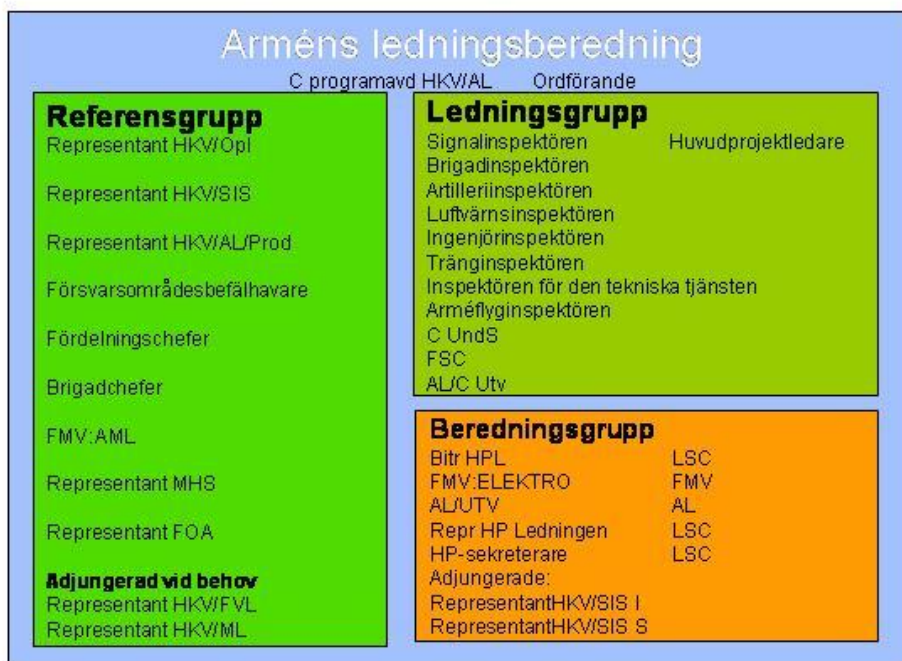 Arméns ledningsberedning
C programavd HKV/AL Ordförande
Referensgrupp
Representant HKV/Opl
Representant HKV/SIS
Representant HKV/AL/Prod
Försvarsområdesbefälhavare
Fördelningschefer
Brigadchefer
FMV:AML
Representant MHS
Representant FOA
Adjungerad vid behov
Representant HKV/FVL
Representant HKV/ML
Ledningsgrupp
Signalinspektören Huvudprojektledare
Brigadinspektören
Artilleriinspektören
Luftvärnsinspektören
Ingenjörinspektören
Tränginspektören
Inspektören för den tekniska tjänsten
Arméflyginspektören
C UndS
FSC
AL/C Utv
Beredningsgrupp
Bitr HPL LSC
FMV:ELEKTRO FMV
AL/UTV AL
Repr HP Ledningen LSC
HP-sekreterare LSC
Adjungerade:
RepresentantHKV/SIS I
RepresentantHKV/SIS S